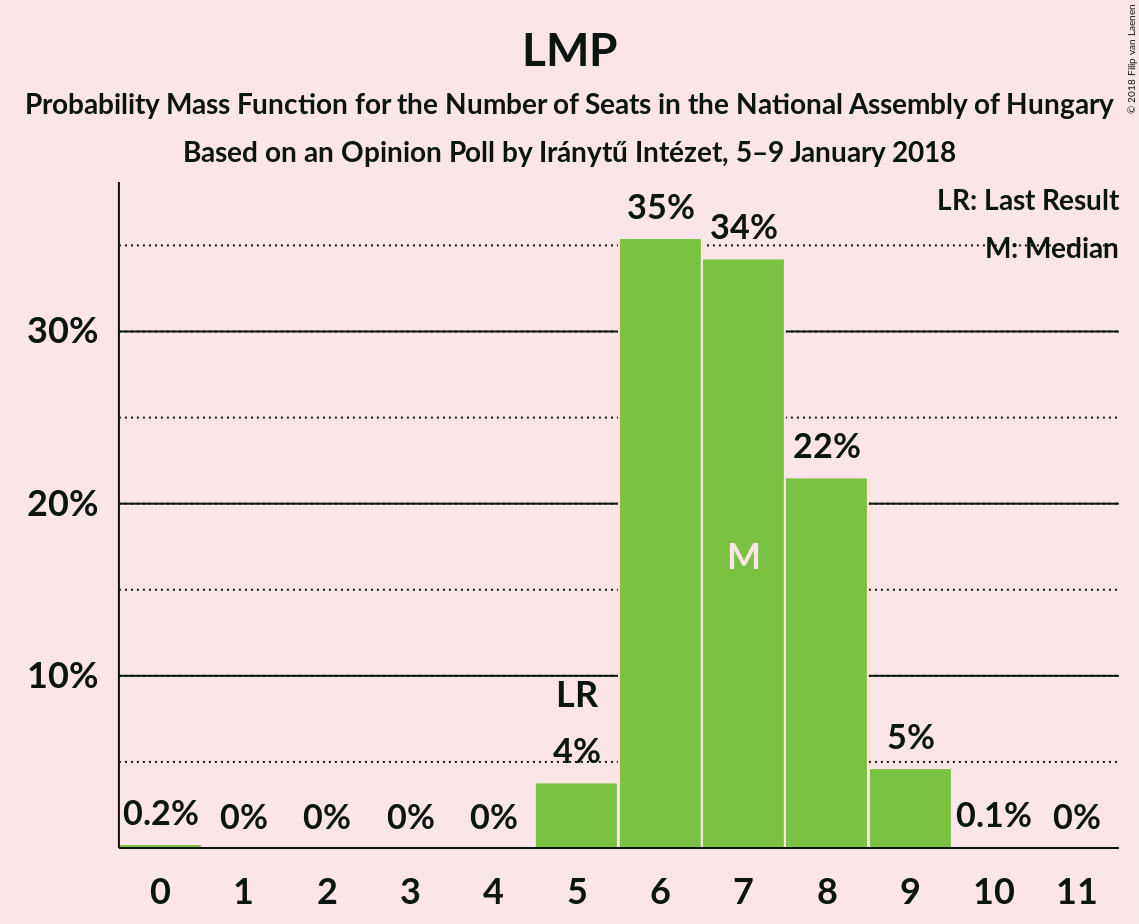 LMP
Probability Mass Function for the Number of Seats in the National Assembly of Hungary
Based on an Opinion Poll by Iránytű Intézet, 5–9 January 2018
© 2018 Filip van Laenen
LR: Last Result
M: Median
35%
34%
30%
22%
20%
M
10%
LR
4%
5%
0.2%
0%
0%
0%
0%
0.1%
0%
0 1 2 3 4 5 6 7 8 9 10 11